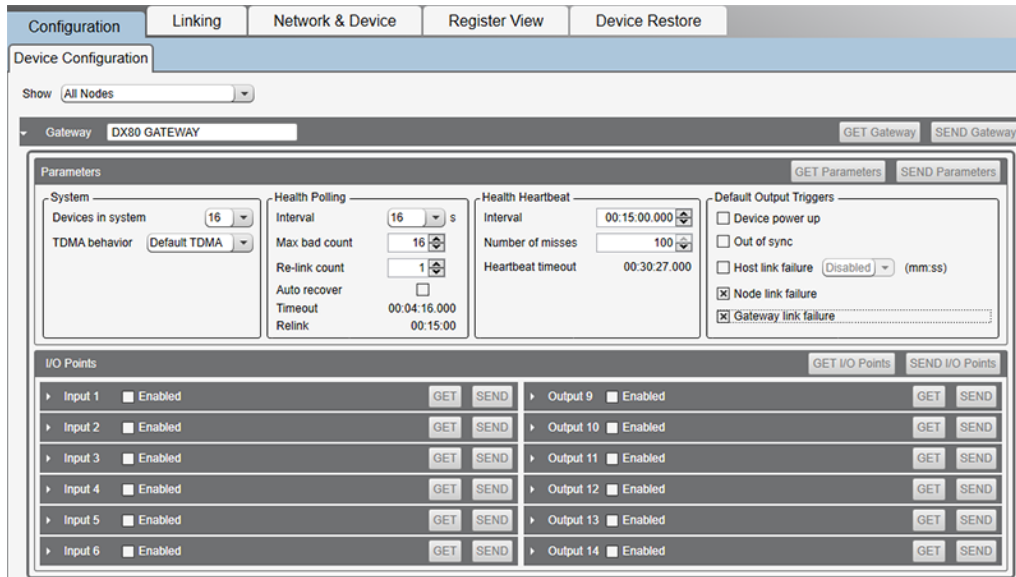 Configuration Linking Network & Device Register View Device Restore
Device Configuration
Show All Nodes
Gateway DX80 GATEWAY GET Gateway SEND Gateway
Parameters GET Parameters SEND Parameters
System
Devices in system 16
TDMA behavior Default TDMA
Health Polling
Interval 16 s
Max bad count 16
Re-link count 1
Auto recover
Timeout 00:04:16.000
Relink 00:15:00
Health Heartbeat
Interval 00:15:00.000
Number of misses 100
Heartbeat timeout 00:30:27.000
Default Output Triggers
Device power up
Out of sync
Host link failure Disabled (mm:ss)
Node link failure
Gateway link failure
I/O Points GET I/O Points SEND I/O Points
Input 1 Enabled GET SEND Output 9 Enabled GET SEND
Input 2 Enabled GET SEND Output 10 Enabled GET SEND
Input 3 Enabled GET SEND Output 11 Enabled GET SEND
Input 4 Enabled GET SEND Output 12 Enabled GET SEND
Input 5 Enabled GET SEND Output 13 Enabled GET SEND
Input 6 Enabled GET SEND Output 14 Enabled GET SEND